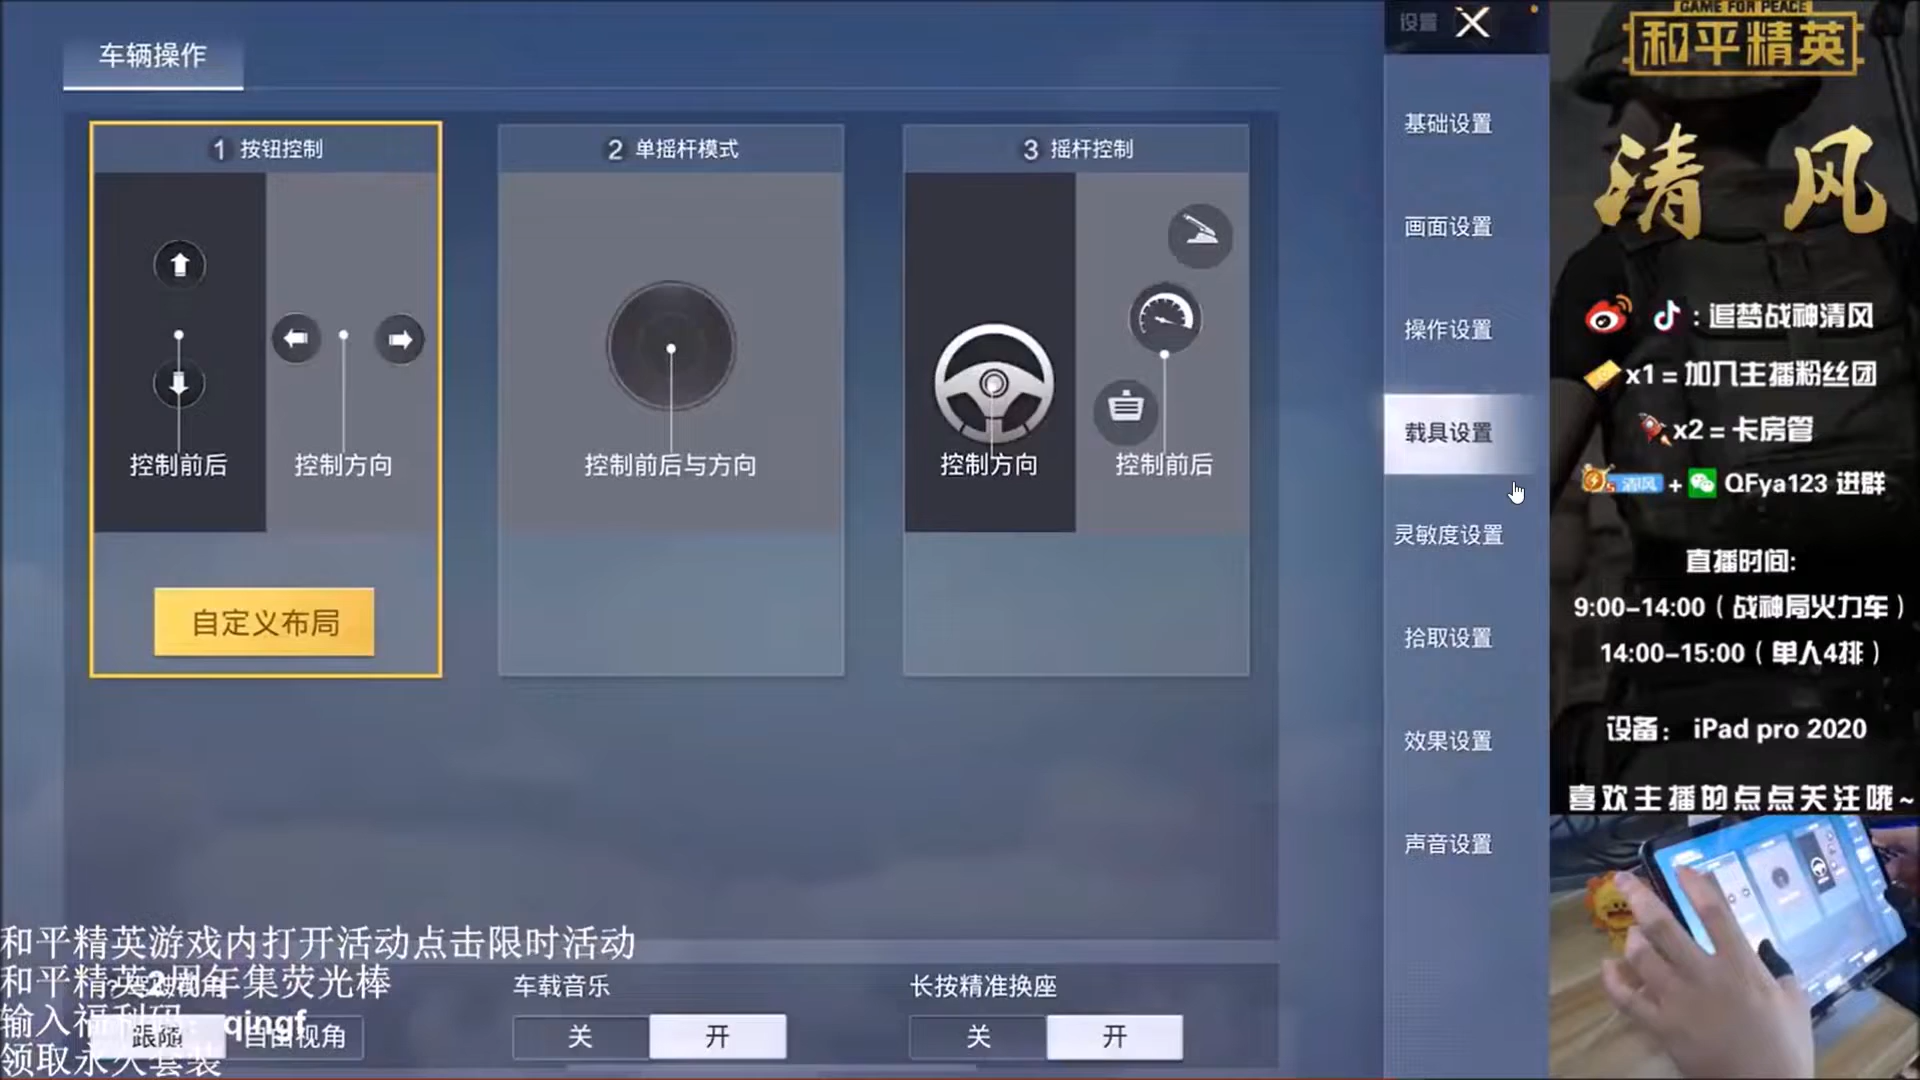 车辆操作
1 按钮控制
控制前后
控制方向
自定义布局
2 单摇杆模式
控制前后与方向
3 摇杆控制
控制方向
控制前后
设置
基础设置
画面设置
操作设置
载具设置
灵敏度设置
拾取设置
效果设置
声音设置
车载音乐
关
开
长按精准换座
关
开
跟随
自由视角
和平精英游戏内打开活动点击限时活动
和平精英2周年集荧光棒
输入福利码：qingf
领取永久套装
GAME FOR PEACE
和平精英
清 风
：追梦战神清风
x1 = 加入主播粉丝团
x2 = 卡房管
清风 + QFya123 进群
直播时间:
9:00-14:00（战神局火力车）
14:00-15:00（单人4排）
设备： iPad pro 2020
喜欢主播的点点关注哦~